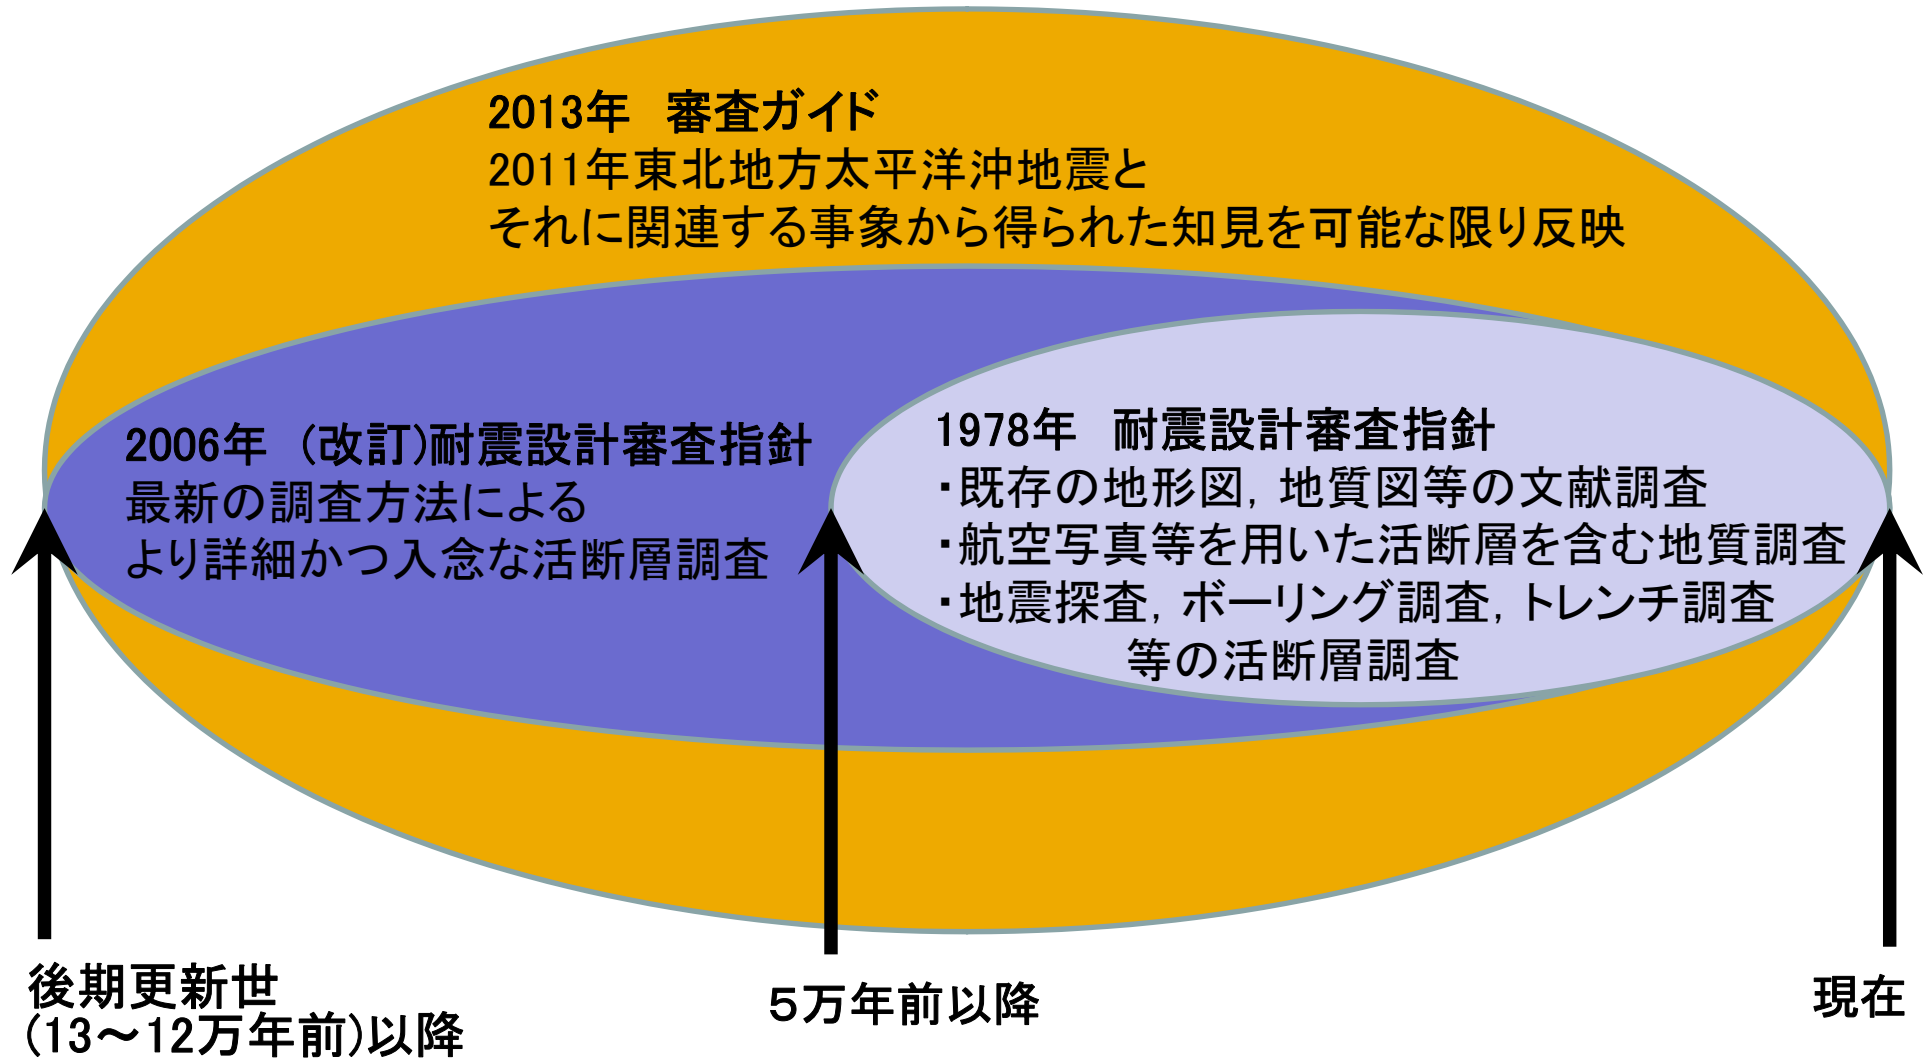 2013年　審査ガイド
2011年東北地方太平洋沖地震と
それに関連する事象から得られた知見を可能な限り反映
2006年　(改訂)耐震設計審査指針
最新の調査方法による
より詳細かつ入念な活断層調査
1978年　耐震設計審査指針
・既存の地形図，地質図等の文献調査
・航空写真等を用いた活断層を含む地質調査
・地震探査，ボーリング調査，トレンチ調査
等の活断層調査
後期更新世
(13～12万年前)以降
５万年前以降
現在